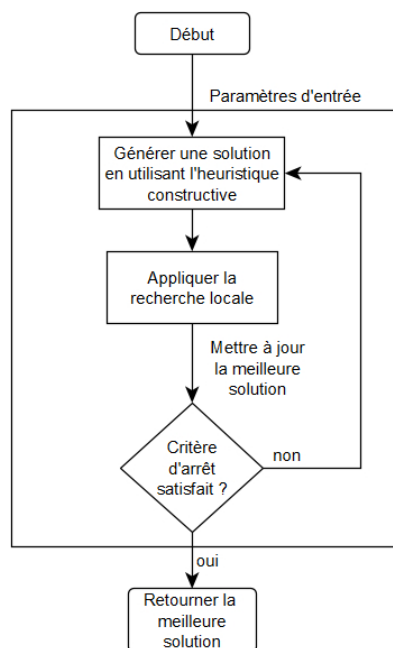 Début
Paramètres d'entrée
Générer une solution
en utilisant l'heuristique
constructive
Appliquer la
recherche locale
Mettre à jour
la meilleure
solution
Critère
d'arrêt
satisfait ?
non
oui
Retourner la
meilleure
solution